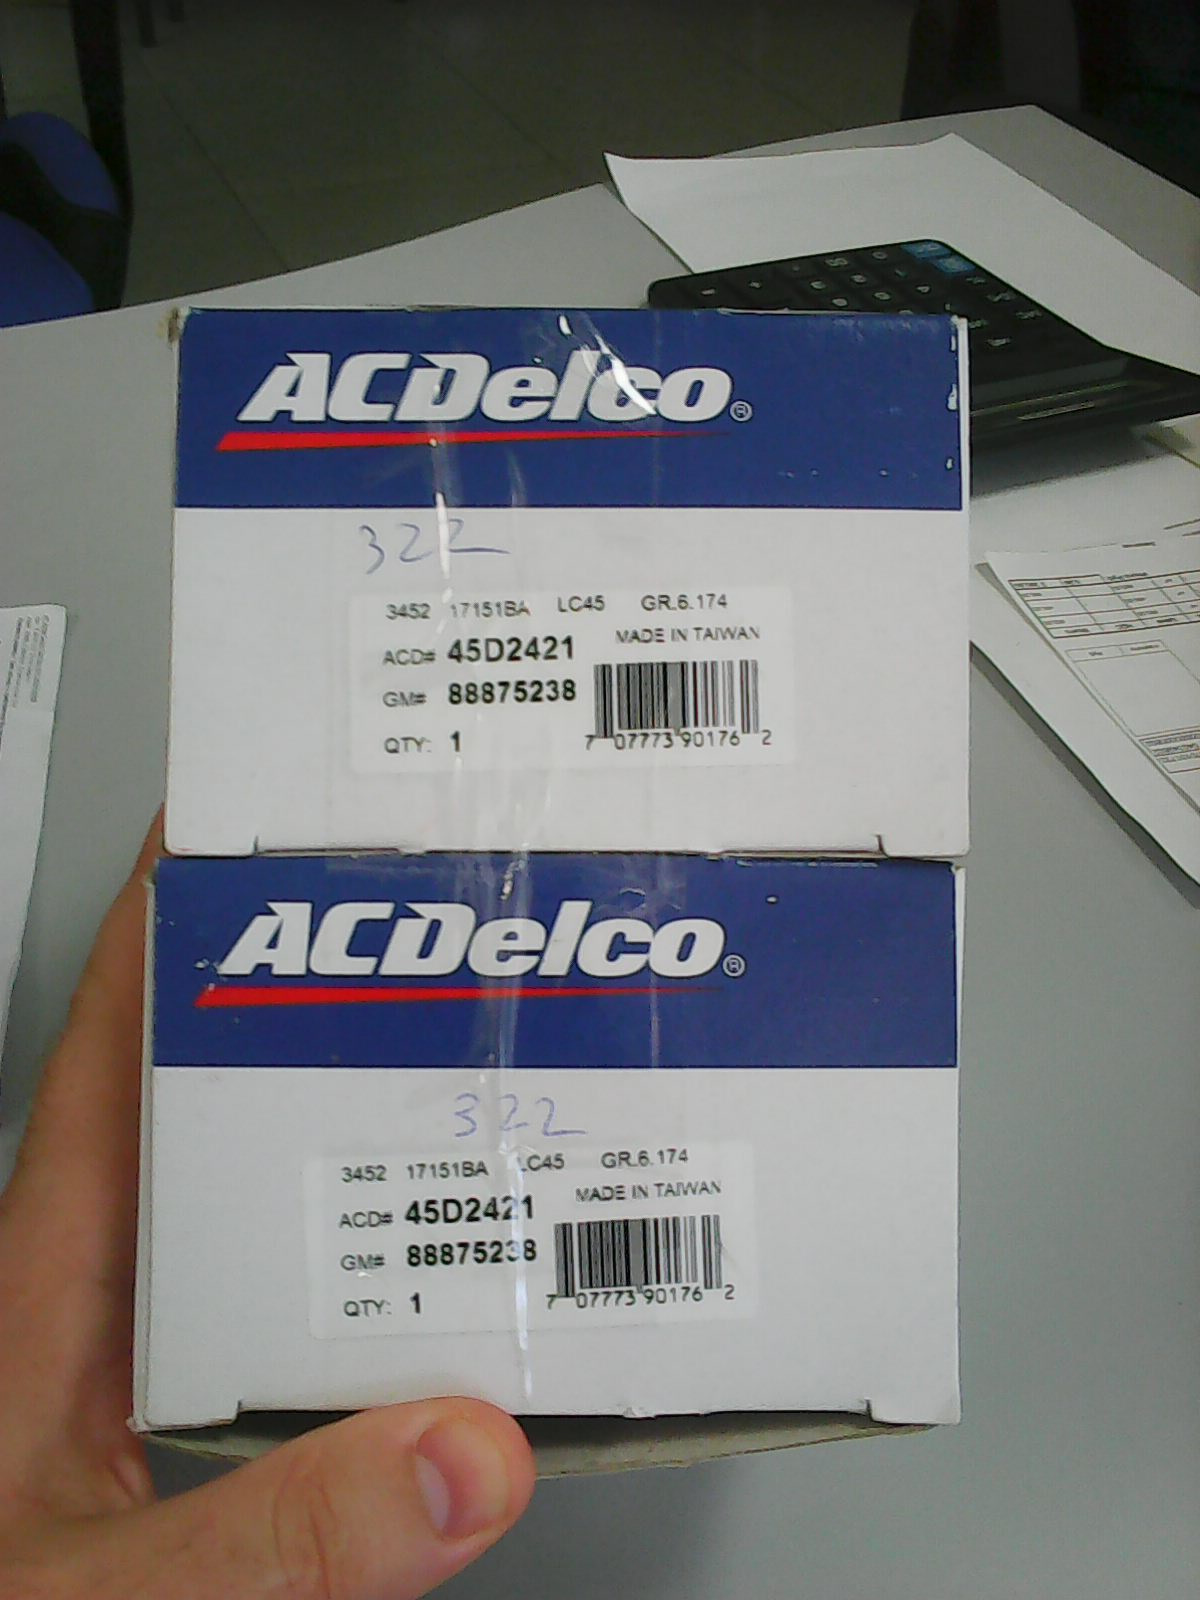 ACDelco®
322
3452 17151BA LC45 GR.6.174
MADE IN TAIWAN
ACD# 45D2421
GM# 88875238
QTY: 1
7 07773 90176 2
ACDelco®
322
3452 17151BA LC45 GR.6.174
MADE IN TAIWAN
ACD# 45D2421
GM# 88875238
QTY: 1
7 07773 90176 2